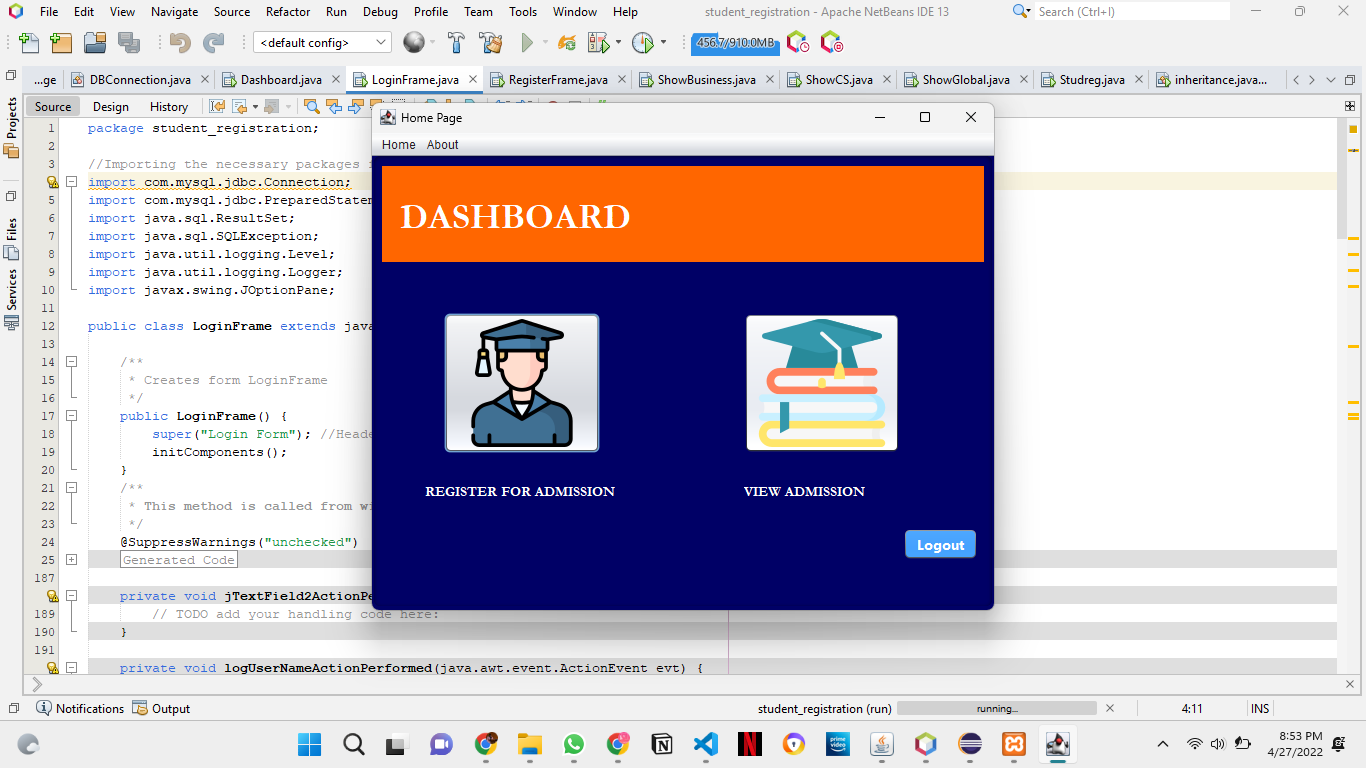 File Edit View Navigate Source Refactor Run Debug Profile Team Tools Window Help
student_registration - Apache NetBeans IDE 13
Search (Ctrl+I)
<default config>
456.7/910.0MB
...ge DBConnection.java Dashboard.java LoginFrame.java RegisterFrame.java ShowBusiness.java ShowCS.java ShowGlobal.java Studreg.java inheritance.java...
Source Design History
Projects
Files
Services
1 package student_registration;
2
3 //Importing the necessary packages
import com.mysql.jdbc.Connection;
5 import com.mysql.jdbc.PreparedStatem
6 import java.sql.ResultSet;
7 import java.sql.SQLException;
8 import java.util.logging.Level;
9 import java.util.logging.Logger;
10 import javax.swing.JOptionPane;
11
12 public class LoginFrame extends java
13
14 /**
15 * Creates form LoginFrame
16 */
17 public LoginFrame() {
18 super("Login Form"); //Heade
19 initComponents();
20 }
21 /**
22 * This method is called from wi
23 */
24 @SuppressWarnings("unchecked")
25 Generated Code
187
private void jTextField2ActionPe
189 // TODO add your handling code here:
190 }
191
private void logUserNameActionPerformed(java.awt.event.ActionEvent evt) {
Home Page
Home About
DASHBOARD
REGISTER FOR ADMISSION
VIEW ADMISSION
Logout
Notifications Output
student_registration (run) running... 4:11 INS
prime video
8:53 PM
4/27/2022